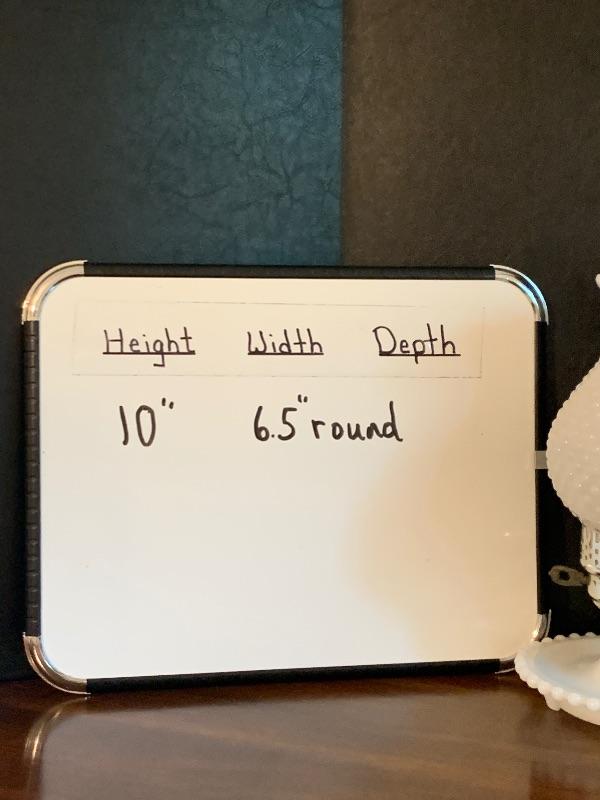 Height Width Depth
10" 6.5" round